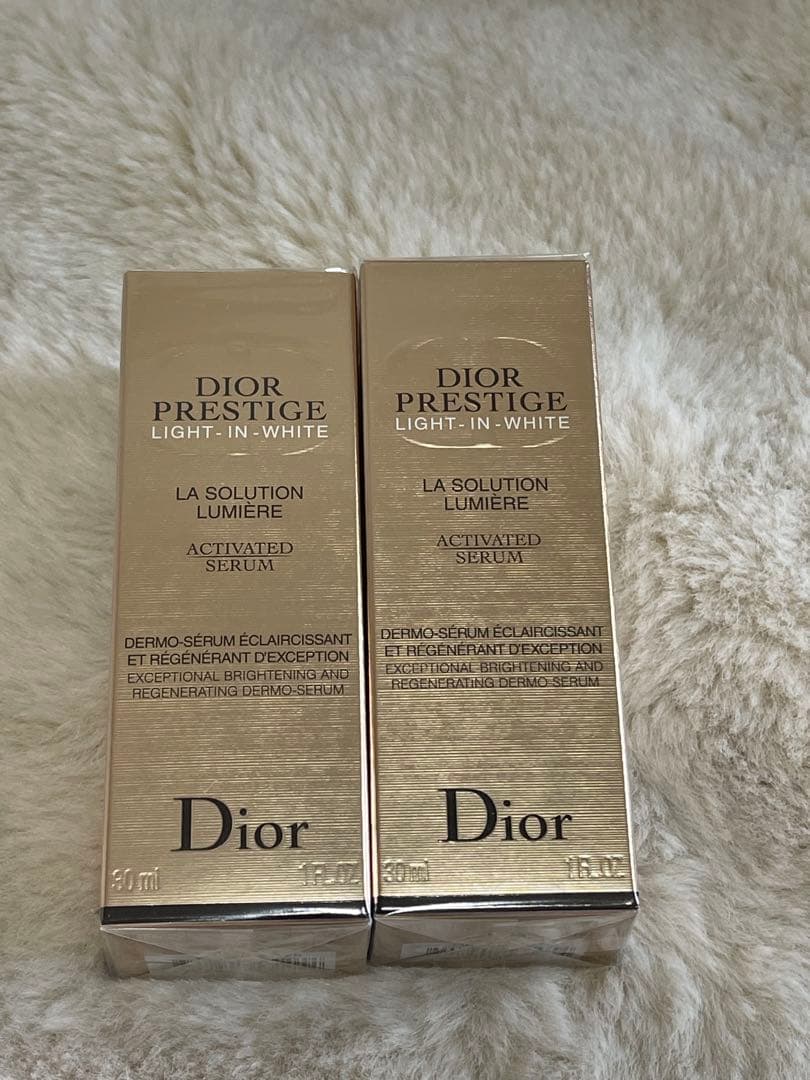 DIOR
PRESTIGE
LIGHT-IN-WHITE
LA SOLUTION
LUMIÈRE
ACTIVATED
SERUM
DERMO-SÉRUM ÉCLAIRCISSANT
ET RÉGÉNÉRANT D'EXCEPTION
EXCEPTIONAL BRIGHTENING AND
REGENERATING DERMO-SERUM
Dior
30 ml 1 FL.OZ
DIOR
PRESTIGE
LIGHT-IN-WHITE
LA SOLUTION
LUMIÈRE
ACTIVATED
SERUM
DERMO-SÉRUM ÉCLAIRCISSANT
ET RÉGÉNÉRANT D'EXCEPTION
EXCEPTIONAL BRIGHTENING AND
REGENERATING DERMO-SERUM
Dior
30 ml 1 FL.OZ